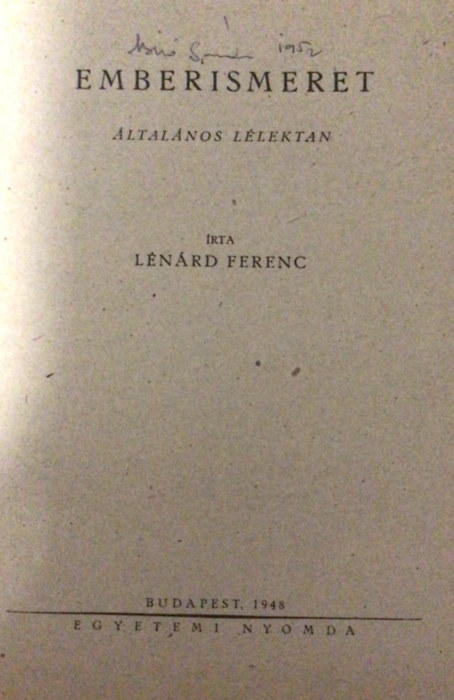 1952
EMBERISMERET
ÁLTALÁNOS LÉLEKTAN
ÍRTA
LÉNÁRD FERENC
BUDAPEST, 1948
EGYETEMI NYOMDA